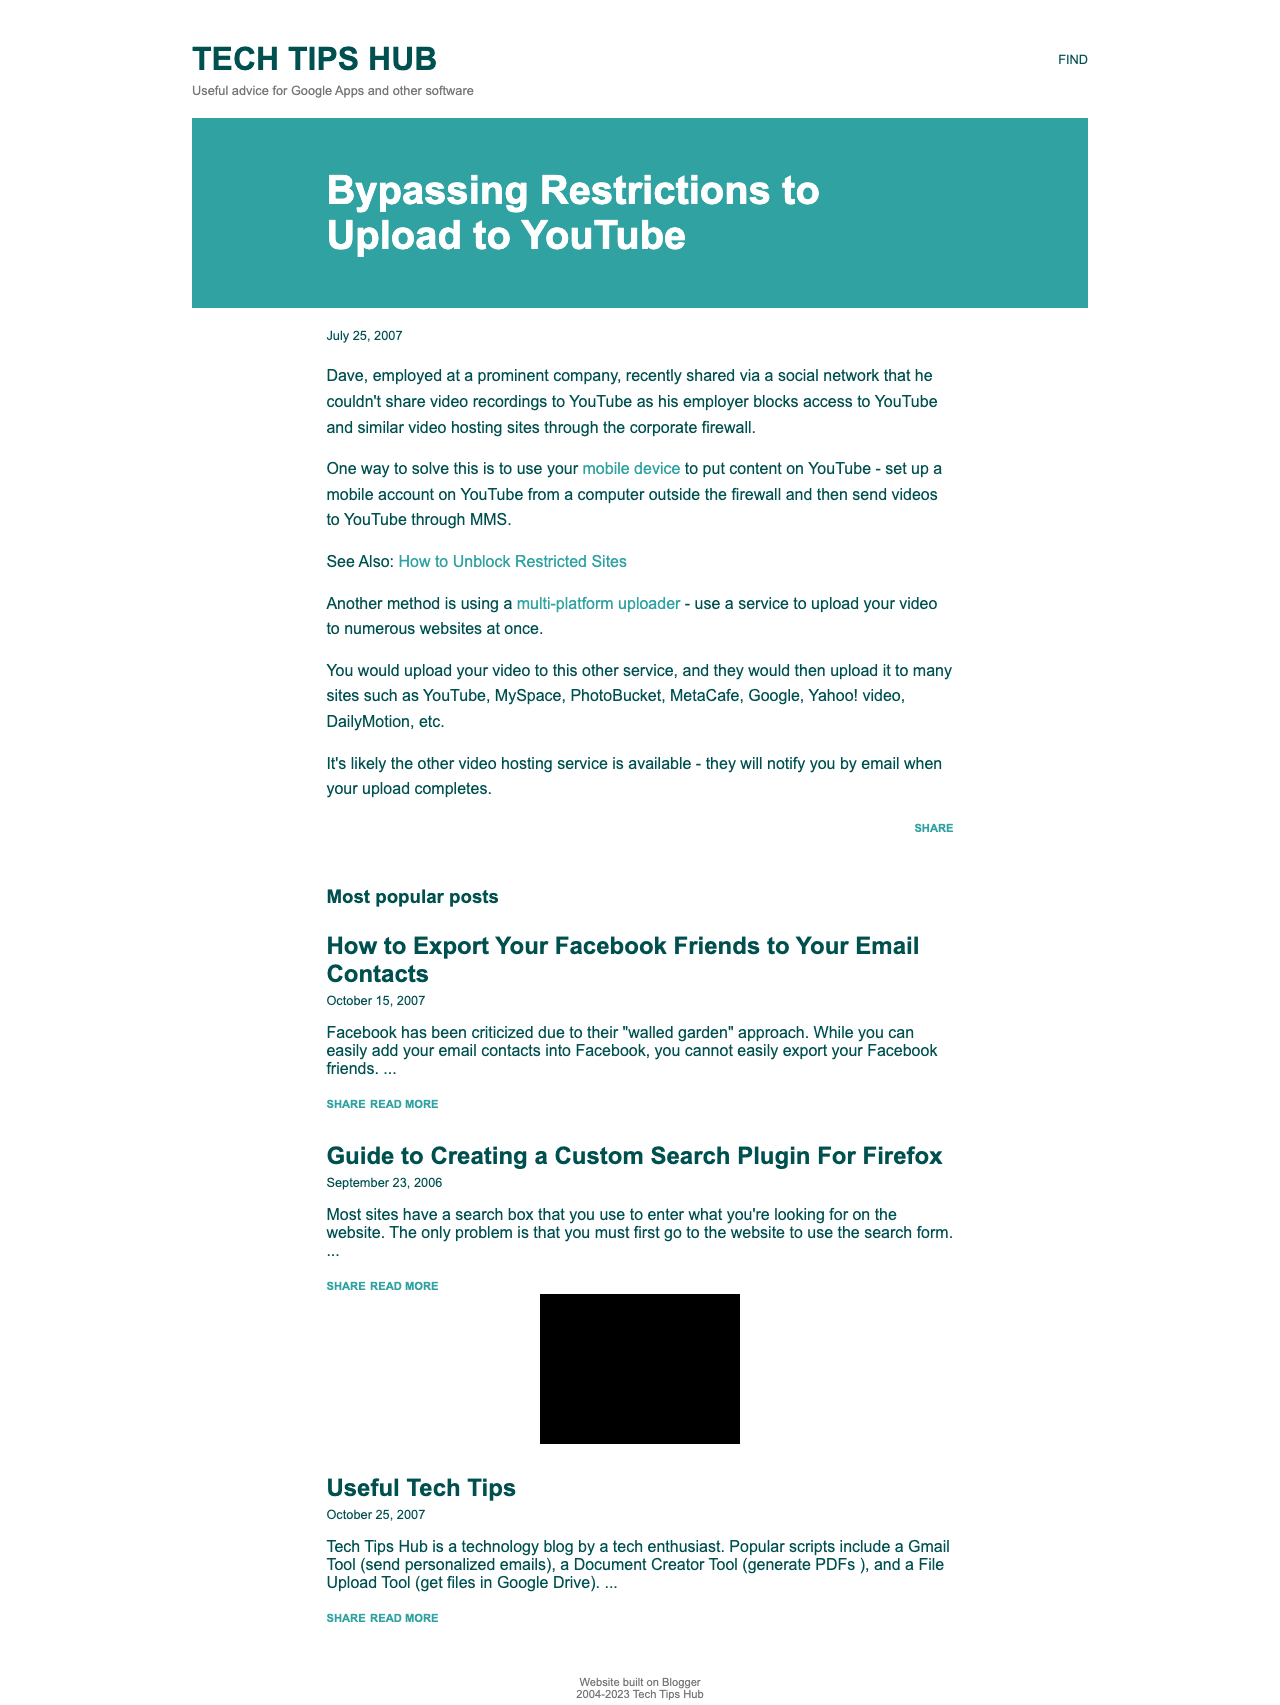 TECH TIPS HUB
FIND
Useful advice for Google Apps and other software
Bypassing Restrictions to
Upload to YouTube
July 25, 2007
Dave, employed at a prominent company, recently shared via a social network that he
couldn't share video recordings to YouTube as his employer blocks access to YouTube
and similar video hosting sites through the corporate firewall.
One way to solve this is to use your mobile device to put content on YouTube - set up a
mobile account on YouTube from a computer outside the firewall and then send videos
to YouTube through MMS.
See Also: How to Unblock Restricted Sites
Another method is using a multi-platform uploader - use a service to upload your video
to numerous websites at once.
You would upload your video to this other service, and they would then upload it to many
sites such as YouTube, MySpace, PhotoBucket, MetaCafe, Google, Yahoo! video,
DailyMotion, etc.
It's likely the other video hosting service is available - they will notify you by email when
your upload completes.
SHARE
Most popular posts
How to Export Your Facebook Friends to Your Email
Contacts
October 15, 2007
Facebook has been criticized due to their "walled garden" approach. While you can
easily add your email contacts into Facebook, you cannot easily export your Facebook
friends. ...
SHARE READ MORE
Guide to Creating a Custom Search Plugin For Firefox
September 23, 2006
Most sites have a search box that you use to enter what you're looking for on the
website. The only problem is that you must first go to the website to use the search form.
...
SHARE READ MORE
Useful Tech Tips
October 25, 2007
Tech Tips Hub is a technology blog by a tech enthusiast. Popular scripts include a Gmail
Tool (send personalized emails), a Document Creator Tool (generate PDFs ), and a File
Upload Tool (get files in Google Drive). ...
SHARE READ MORE
Website built on Blogger
2004-2023 Tech Tips Hub